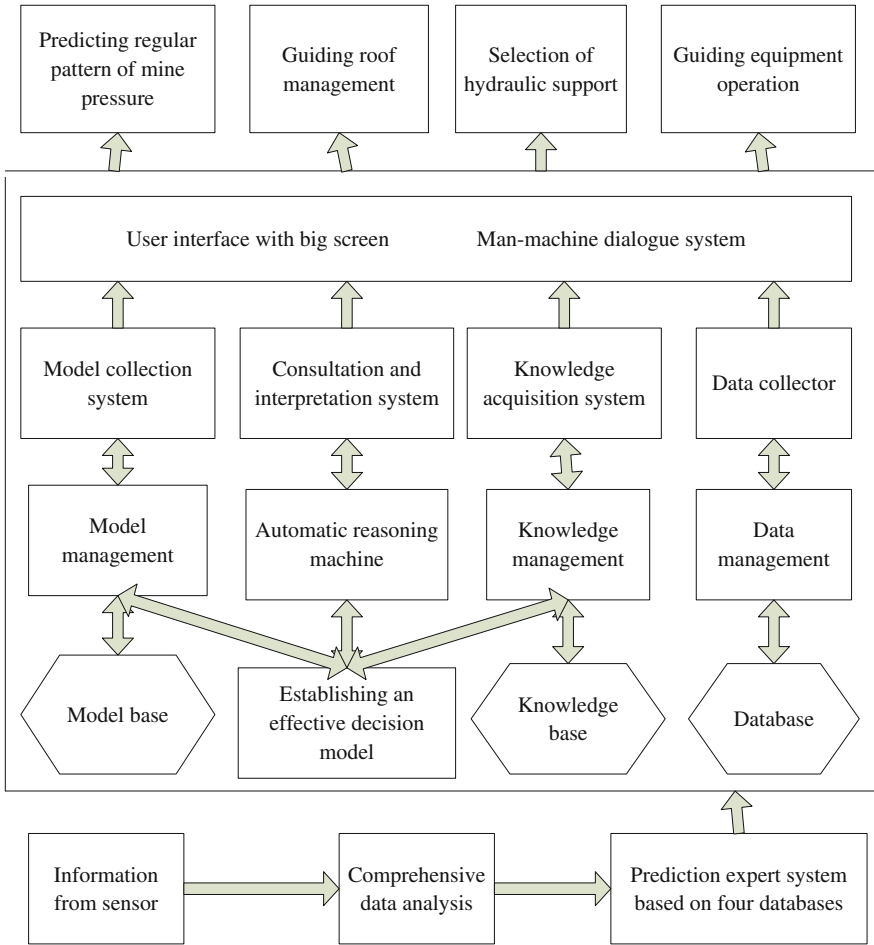 Predicting regular
pattern of mine
pressure
Guiding roof
management
Selection of
hydraulic support
Guiding equipment
operation
User interface with big screen
Man-machine dialogue system
Model collection
system
Consultation and
interpretation system
Knowledge
acquisition system
Data collector
Model
management
Automatic reasoning
machine
Knowledge
management
Data
management
Model base
Establishing an
effective decision
model
Knowledge
base
Database
Information
from sensor
Comprehensive
data analysis
Prediction expert system
based on four databases